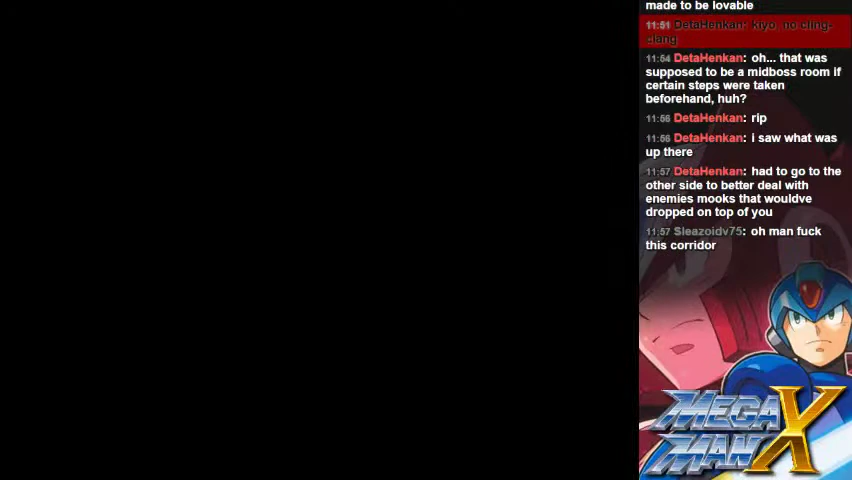 made to be lovable
11:51 DetaHenkan: kiyo, no cling-
clang
11:54 DetaHenkan: oh... that was
supposed to be a midboss room if
certain steps were taken
beforehand, huh?
11:56 DetaHenkan: rip
11:56 DetaHenkan: i saw what was
up there
11:57 DetaHenkan: had to go to the
other side to better deal with
enemies mooks that wouldve
dropped on top of you
11:57 Sleazoidv75: oh man fuck
this corridor
MEGA
MAN X